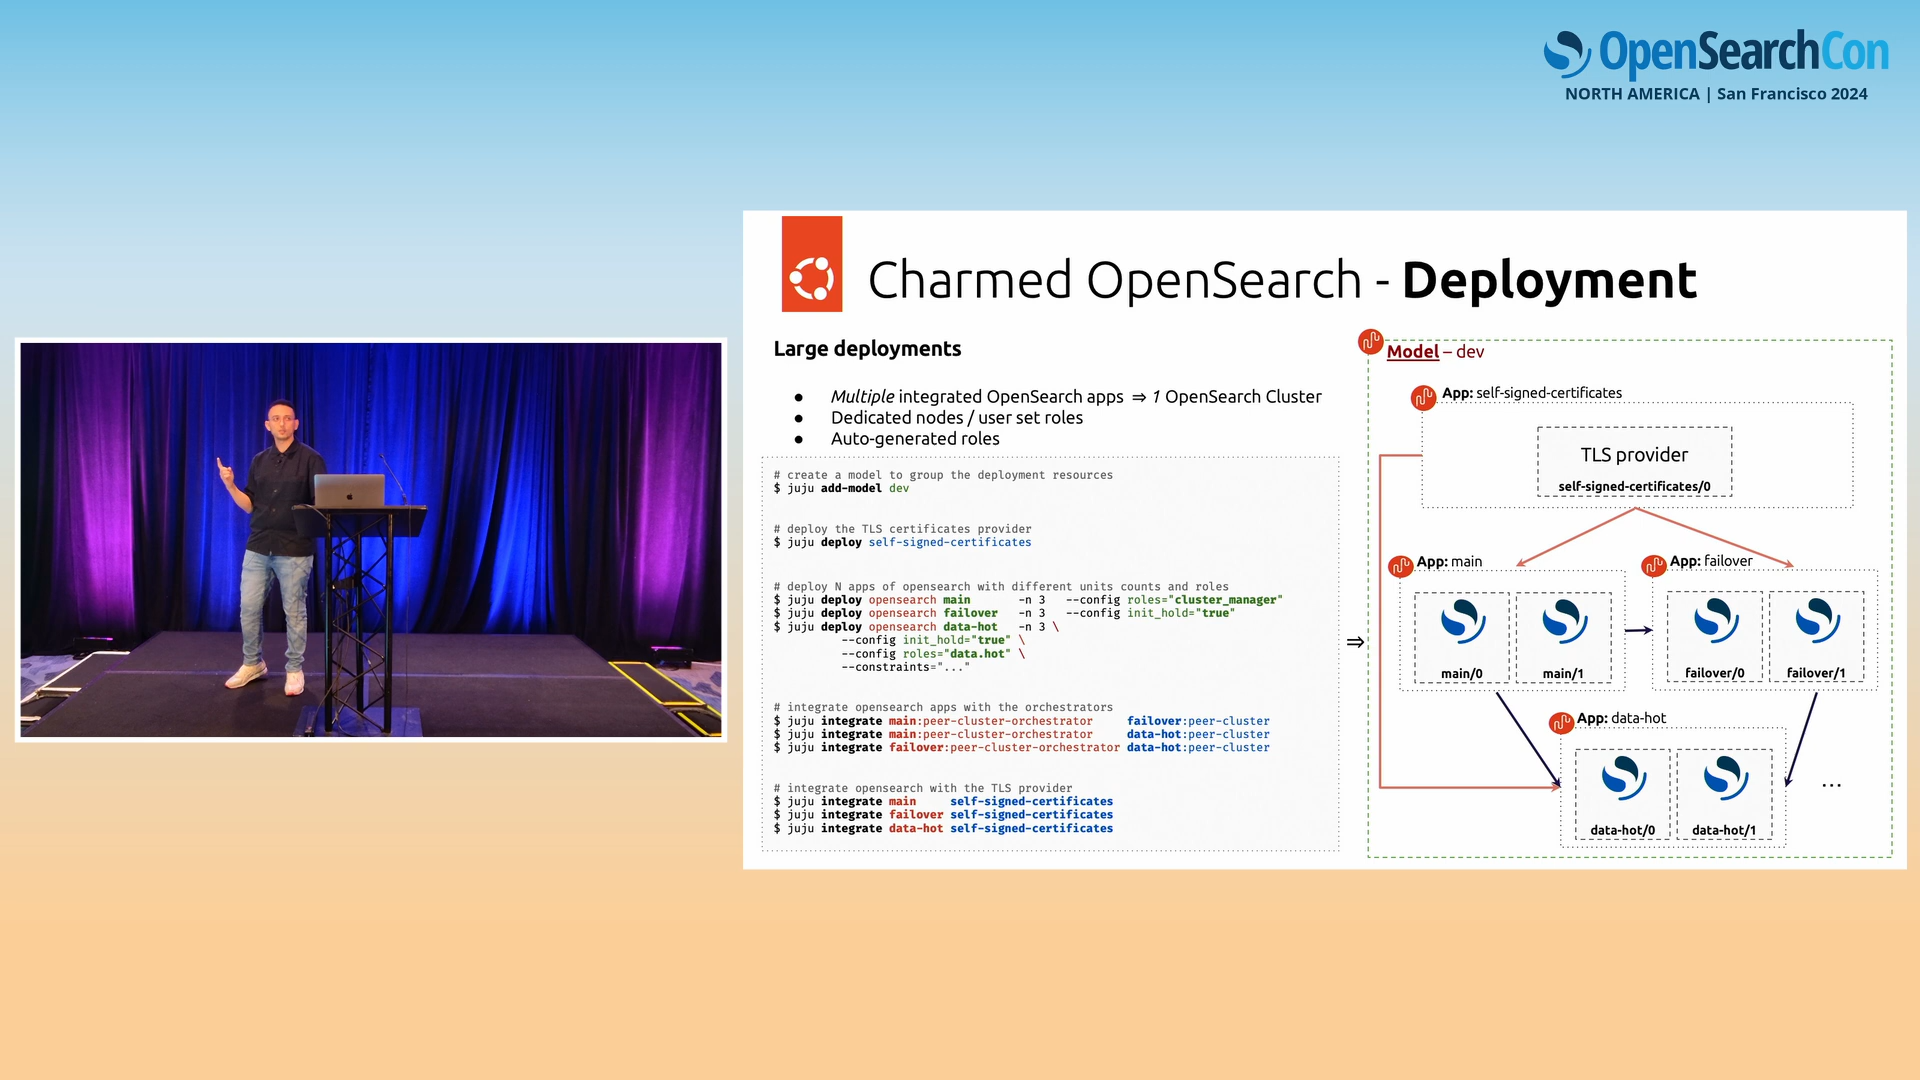 OpenSearchCon
NORTH AMERICA | San Francisco 2024
Charmed OpenSearch - Deployment
Large deployments
● Multiple integrated OpenSearch apps ⇒ 1 OpenSearch Cluster
● Dedicated nodes / user set roles
● Auto-generated roles
# create a model to group the deployment resources
$ juju add-model dev
# deploy the TLS certificates provider
$ juju deploy self-signed-certificates
# deploy N apps of opensearch with different units counts and roles
$ juju deploy opensearch main -n 3 --config roles="cluster_manager"
$ juju deploy opensearch failover -n 3 --config init_hold="true"
$ juju deploy opensearch data-hot -n 3 \
--config init_hold="true" \
--config roles="data.hot" \
--constraints="..."
# integrate opensearch apps with the orchestrators
$ juju integrate main:peer-cluster-orchestrator failover:peer-cluster
$ juju integrate main:peer-cluster-orchestrator data-hot:peer-cluster
$ juju integrate failover:peer-cluster-orchestrator data-hot:peer-cluster
# integrate opensearch with the TLS provider
$ juju integrate main self-signed-certificates
$ juju integrate failover self-signed-certificates
$ juju integrate data-hot self-signed-certificates
⇒
Model – dev
App: self-signed-certificates
TLS provider
self-signed-certificates/0
App: main
App: failover
main/0
main/1
failover/0
failover/1
App: data-hot
...
data-hot/0
data-hot/1